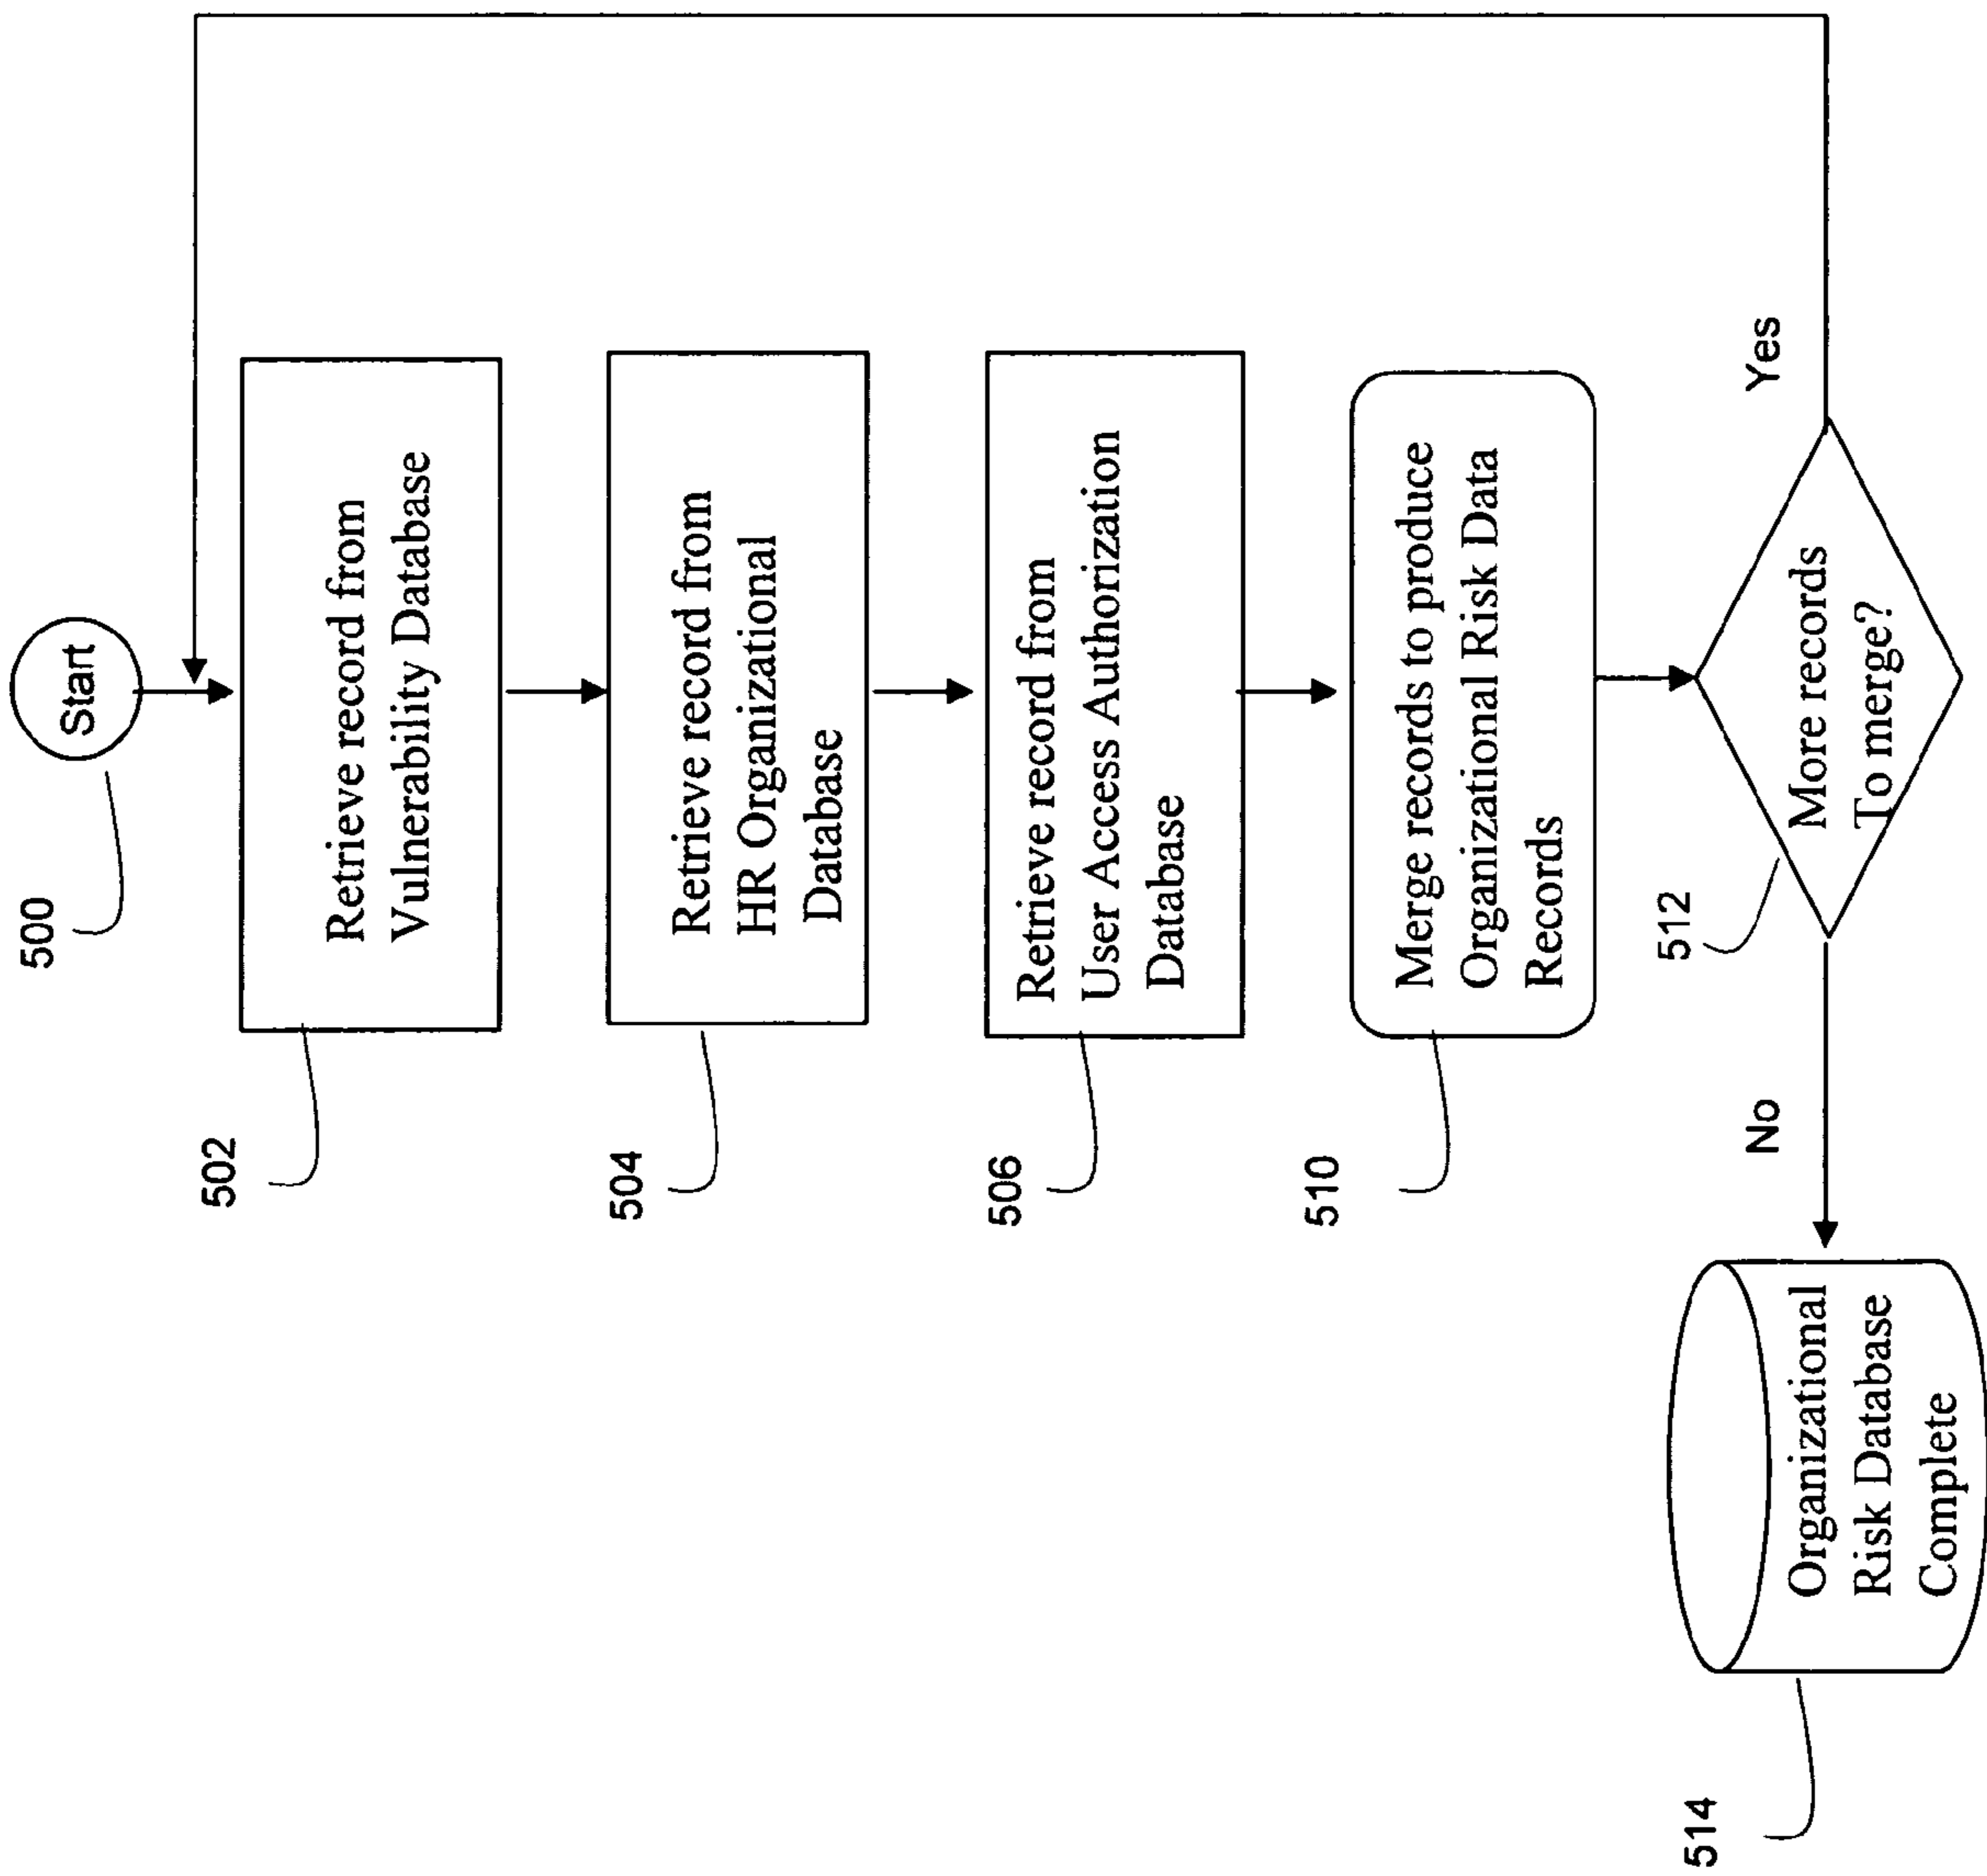 500
Start
502
Retrieve record from
Vulnerability Database
504
Retrieve record from
HR Organizational
Database
506
Retrieve record from
User Access Authorization
Database
510
Merge records to produce
Organizational Risk Data
Records
512
More records
To merge?
Yes
No
514
Organizational
Risk Database
Complete